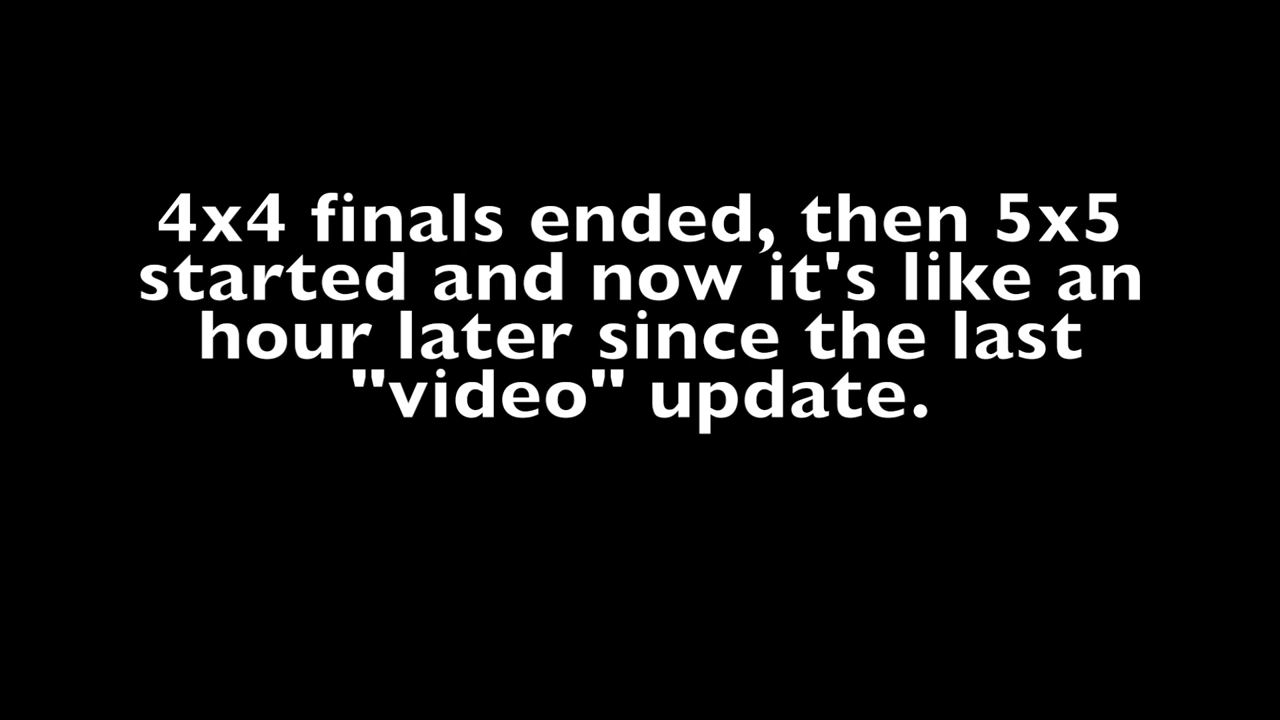 4x4 finals ended, then 5x5
started and now it's like an
hour later since the last
"video" update.